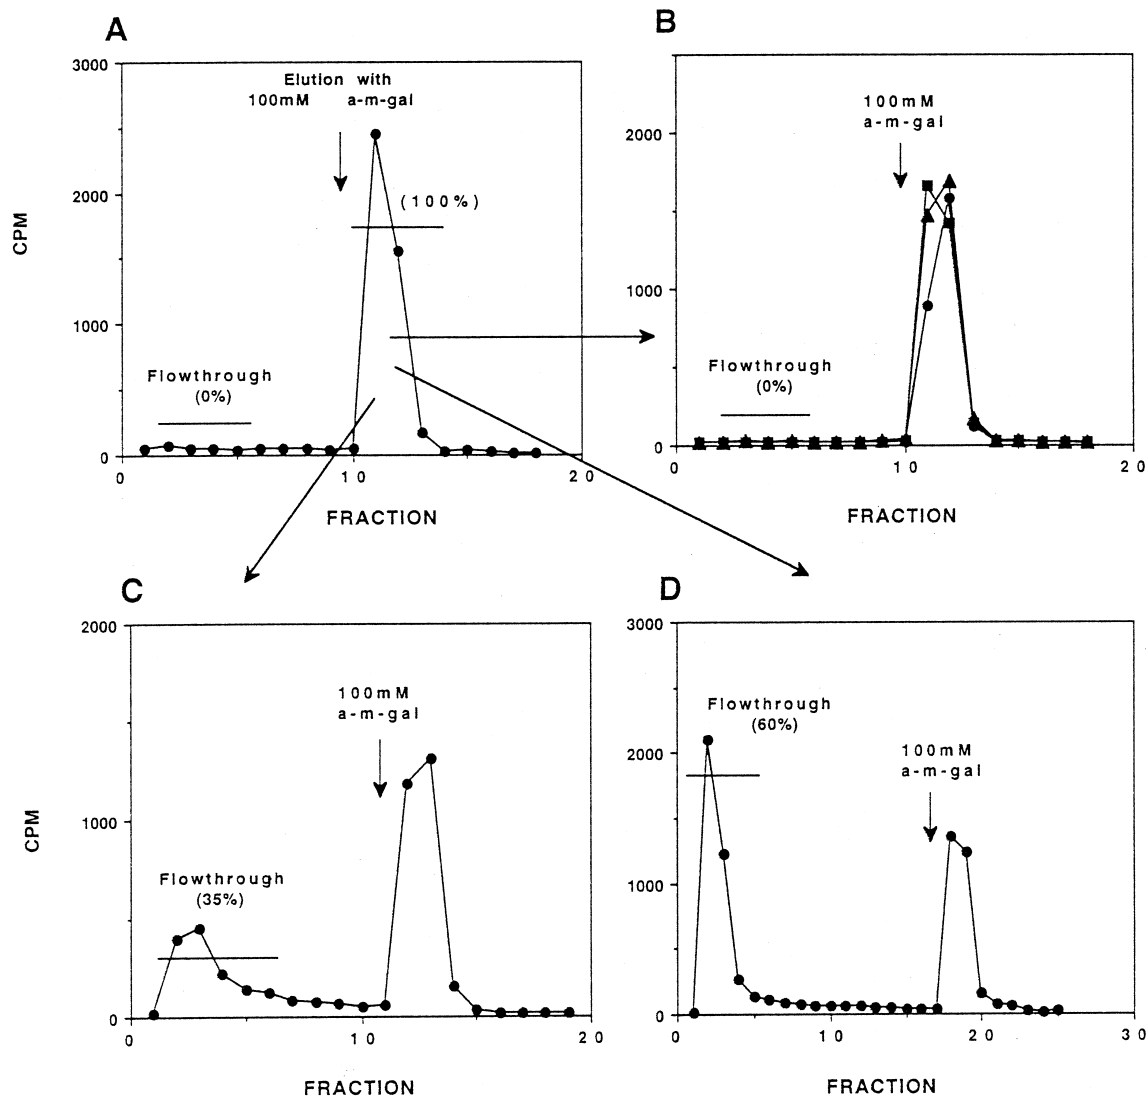 A
3000
2000
1000
0
CPM
Elution with
100mM a-m-gal
(100%)
Flowthrough
(0%)
0 10 20
FRACTION
B
2000
1000
0
100mM
a-m-gal
Flowthrough
(0%)
0 10 20
FRACTION
C
2000
1000
0
CPM
100mM
a-m-gal
Flowthrough
(35%)
0 10 20
FRACTION
D
3000
2000
1000
0
Flowthrough
(60%)
100mM
a-m-gal
0 10 20 30
FRACTION